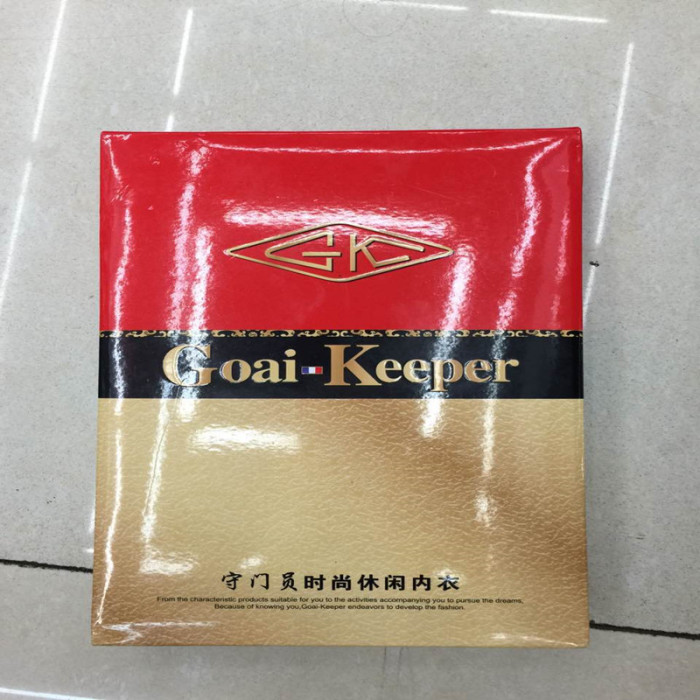 GK
Goai-Keeper
守门员时尚休闲内衣
From the characteristic products suitable for you to the activities accompanying you to pursue the dreams,
Because of knowing you,Goai-Keeper endeavors to develop the fashion.